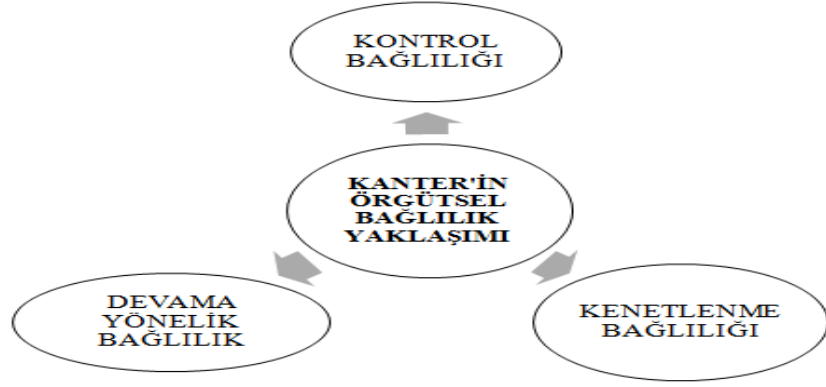 KONTROL
BAĞLILIĞI
KANTER'İN
ÖRGÜTSEL
BAĞLILIK
YAKLAŞIMI
DEVAMA
YÖNELİK
BAĞLILIK
KENETLENME
BAĞLILIĞI